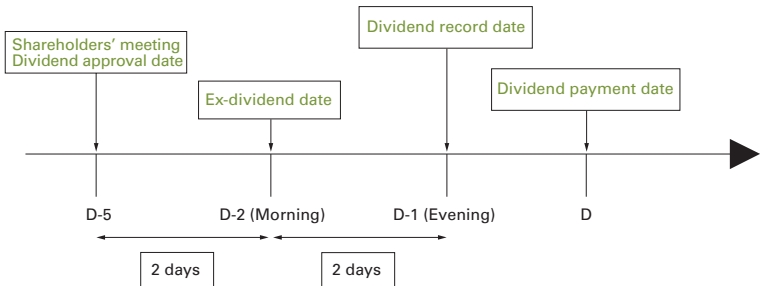 Dividend record date
Shareholders' meeting
Dividend approval date
Ex-dividend date
Dividend payment date
D-5
D-2 (Morning)
D-1 (Evening)
D
2 days
2 days